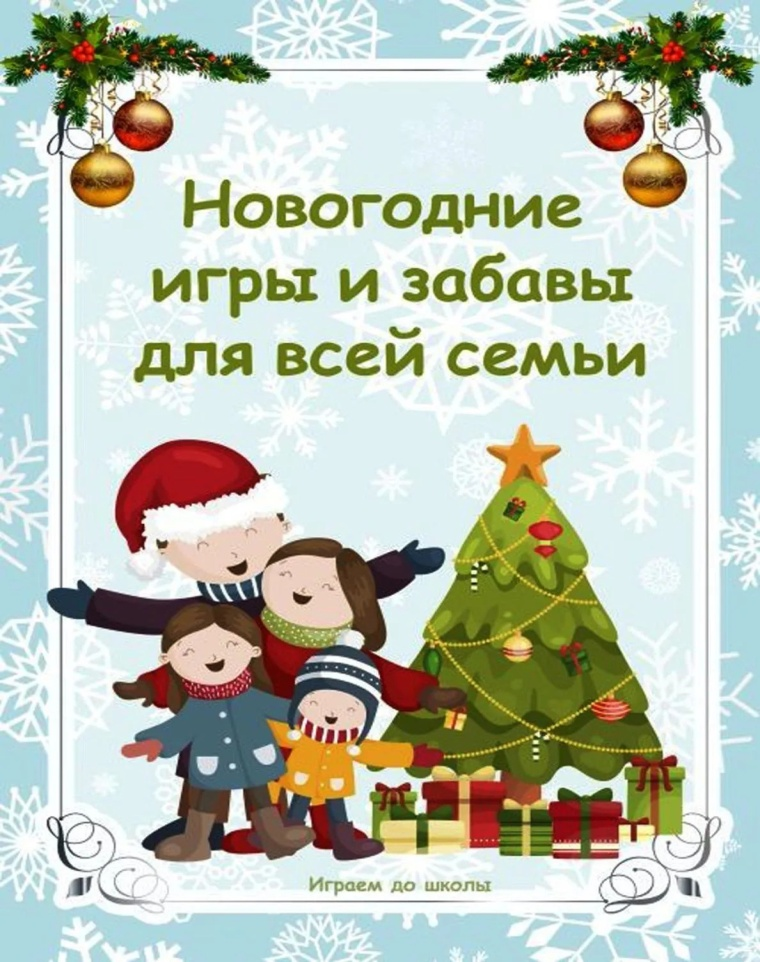 Новогодние
игры и забавы
для всей семьи
Играем до школы